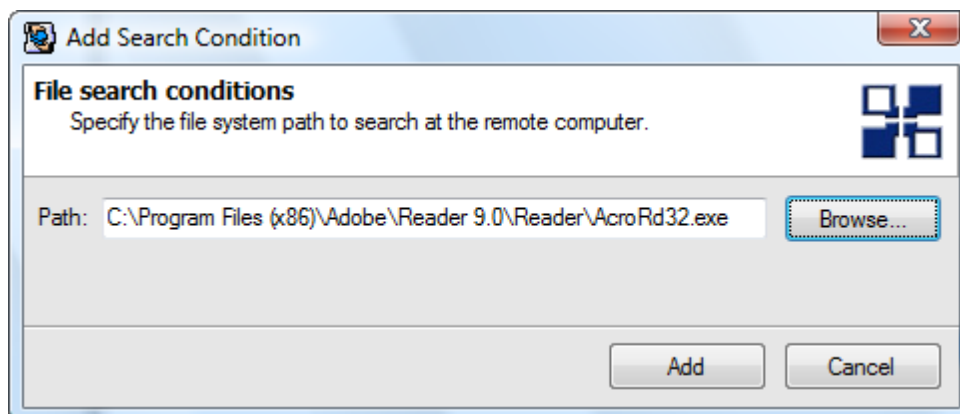 Add Search Condition
File search conditions
Specify the file system path to search at the remote computer.
Path: C:\Program Files (x86)\Adobe\Reader 9.0\Reader\AcroRd32.exe Browse...
Add Cancel